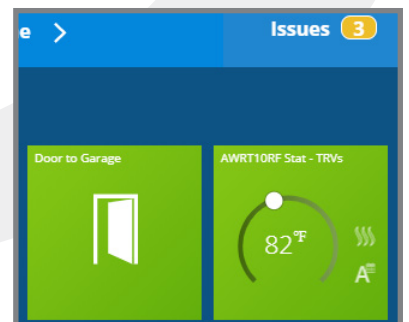 e > Issues 3
Door to Garage
AWRT10RF Stat - TRVs
82°F
A